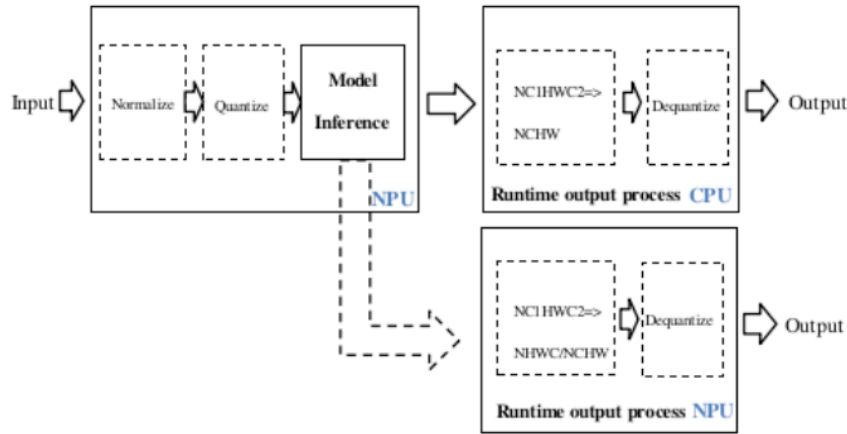 Input
Normalize
Quantize
Model
Inference
NPU
NC1HWC2=>
NCHW
Dequantize
Runtime output process CPU
Output
NC1HWC2=>
NHWC/NCHW
Dequantize
Runtime output process NPU
Output